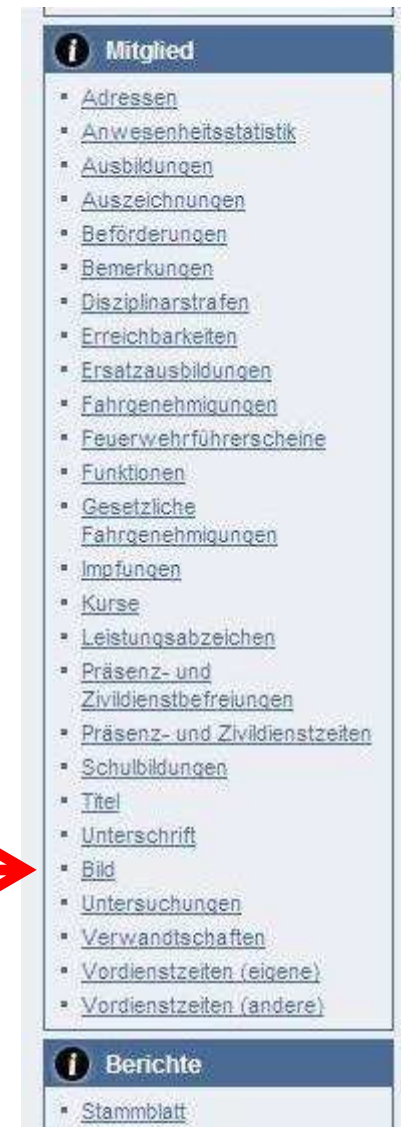 Mitglied
Adressen
Anwesenheitsstatistik
Ausbildungen
Auszeichnungen
Beförderungen
Bemerkungen
Disziplinarstrafen
Erreichbarkeiten
Ersatzausbildungen
Fahrgenehmigungen
Feuerwehrführerscheine
Funktionen
Gesetzliche
Fahrgenehmigungen
Impfungen
Kurse
Leistungsabzeichen
Präsenz- und
Zivildienstbefreiungen
Präsenz- und Zivildienstzeiten
Schulbildungen
Titel
Unterschrift
Bild
Untersuchungen
Verwandtschaften
Vordienstzeiten (eigene)
Vordienstzeiten (andere)
Berichte
Stammblatt